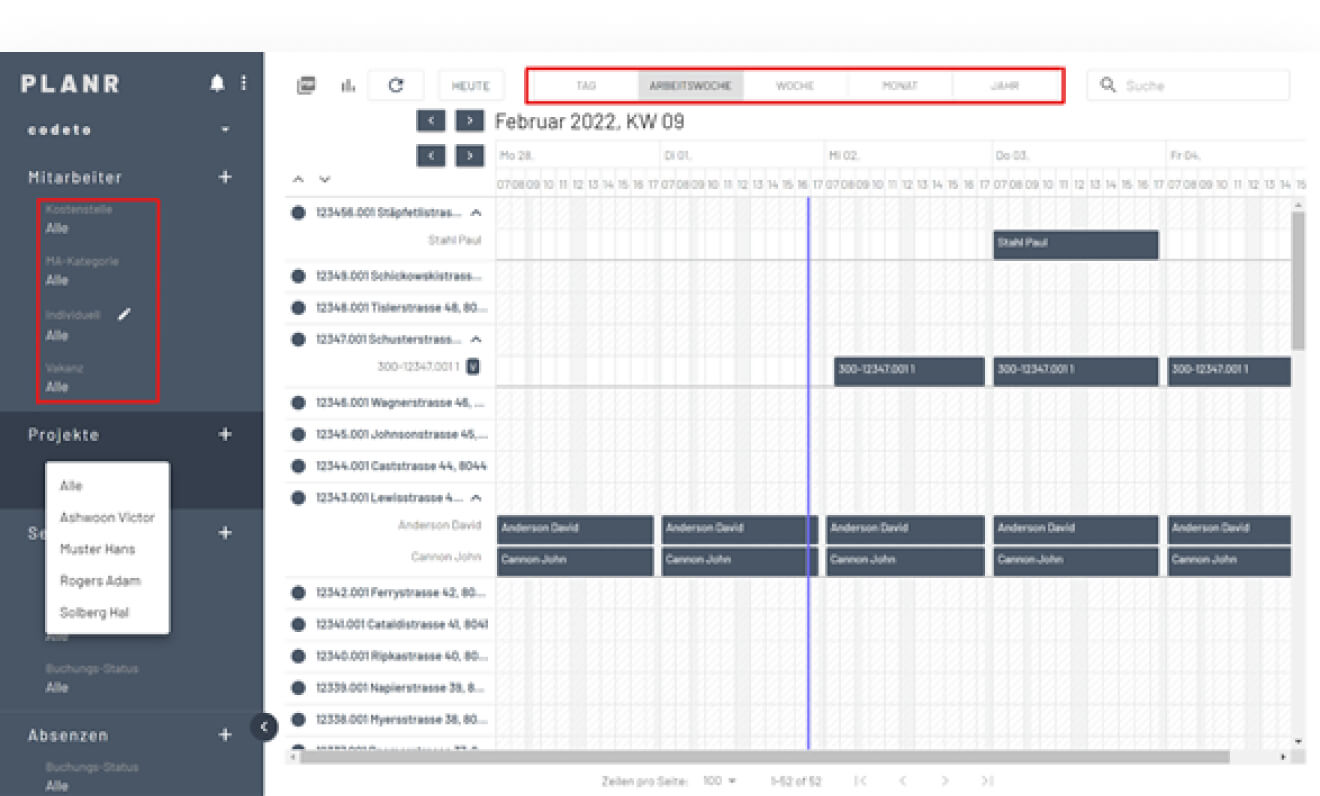 PLANR
codeto
Mitarbeiter +
Kostenstelle
Alle
MA-Kategorie
Alle
Individuell
Alle
Vakanz
Alle
Projekte +
Alle
Ashwoon Victor
Muster Hans
Rogers Adam
Solberg Hal
Se +
Alle
Buchungs-Status
Alle
Absenzen +
Buchungs-Status
Alle
HEUTE
TAG ARBEITSWOCHE WOCHE MONAT JAHR
Suche
Februar 2022, KW 09
Mo 28. Di 01. Mi 02. Do 03. Fr 04.
07 08 09 10 11 12 13 14 15 16 17 07 08 09 10 11 12 13 14 15 16 17 07 08 09 10 11 12 13 14 15 16 17 07 08 09 10 11 12 13 14 15 16 17 07 08 09 10 11 12 13 14 15
123456.001 Stäpfetlistras...
Stahl Paul Stahl Paul
12349.001 Schickowskistrass...
12348.001 Tislerstrasse 48, 80...
12347.001 Schusterstrass...
300-12347.001 1 V 300-12347.001 1 300-12347.001 1 300-12347.001 1
12346.001 Wagnerstrasse 46, ...
12345.001 Johnsonstrasse 45,...
12344.001 Caststrasse 44, 8044
12343.001 Lewisstrasse 4...
Anderson David Anderson David Anderson David Anderson David Anderson David Anderson David
Cannon John Cannon John Cannon John Cannon John Cannon John Cannon John
12342.001 Ferrystrasse 42, 80...
12341.001 Cataldistrasse 41, 8041
12340.001 Ripkastrasse 40, 80...
12339.001 Napierstrasse 39, 8...
12338.001 Myersstrasse 38, 80...
Zeilen pro Seite: 100 1-52 of 52